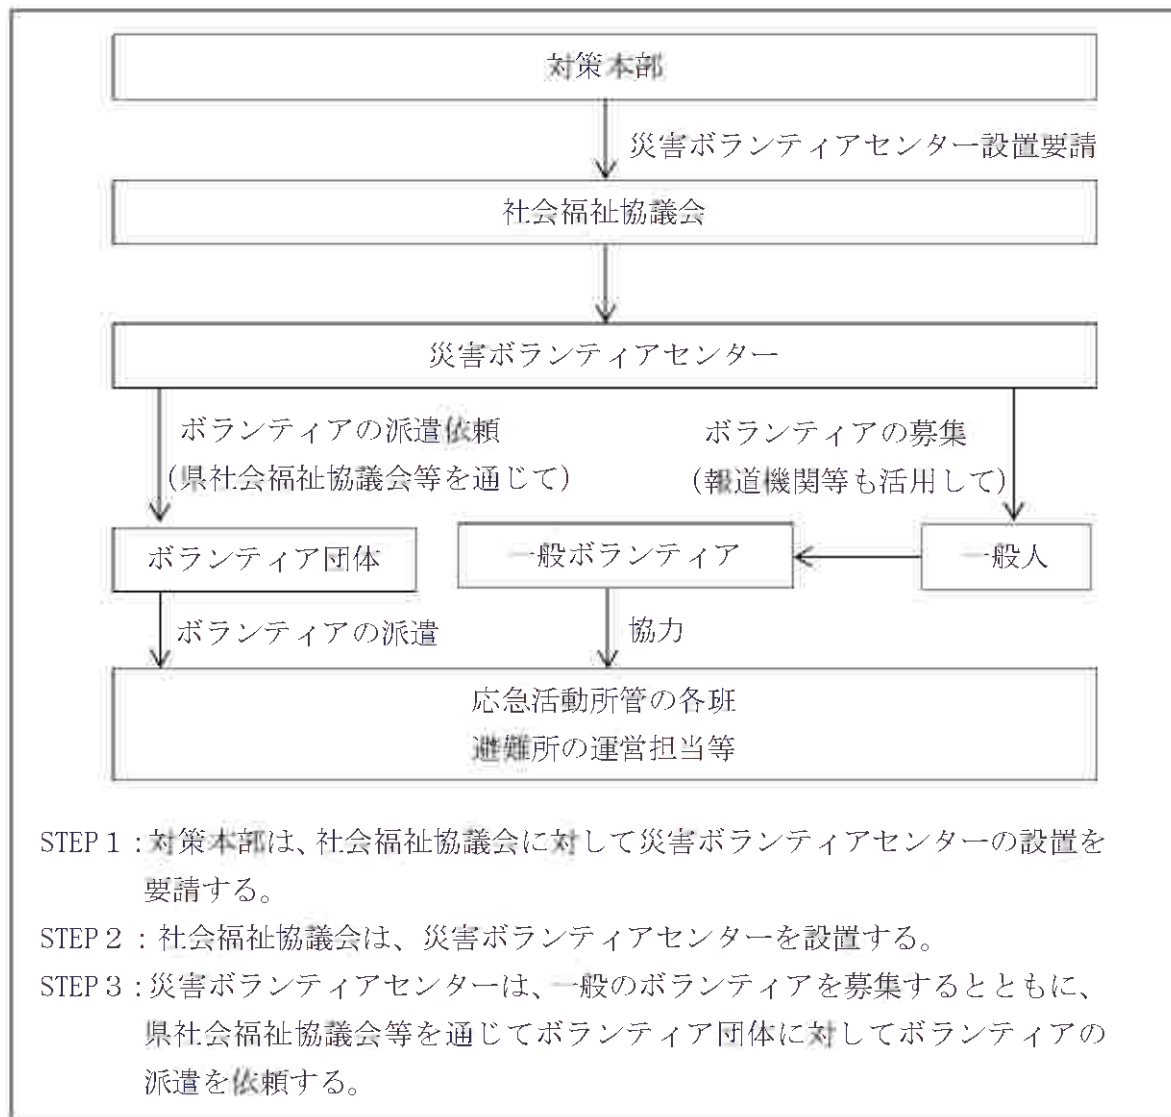 対策本部
災害ボランティアセンター設置要請
社会福祉協議会
災害ボランティアセンター
ボランティアの派遣依頼
(県社会福祉協議会等を通じて)
ボランティアの募集
(報道機関等も活用して)
ボランティア団体
一般ボランティア
一般人
ボランティアの派遣
協力
応急活動所管の各班
避難所の運営担当等
STEP 1：対策本部は、社会福祉協議会に対して災害ボランティアセンターの設置を
要請する。
STEP 2：社会福祉協議会は、災害ボランティアセンターを設置する。
STEP 3：災害ボランティアセンターは、一般のボランティアを募集するとともに、
県社会福祉協議会等を通じてボランティア団体に対してボランティアの
派遣を依頼する。